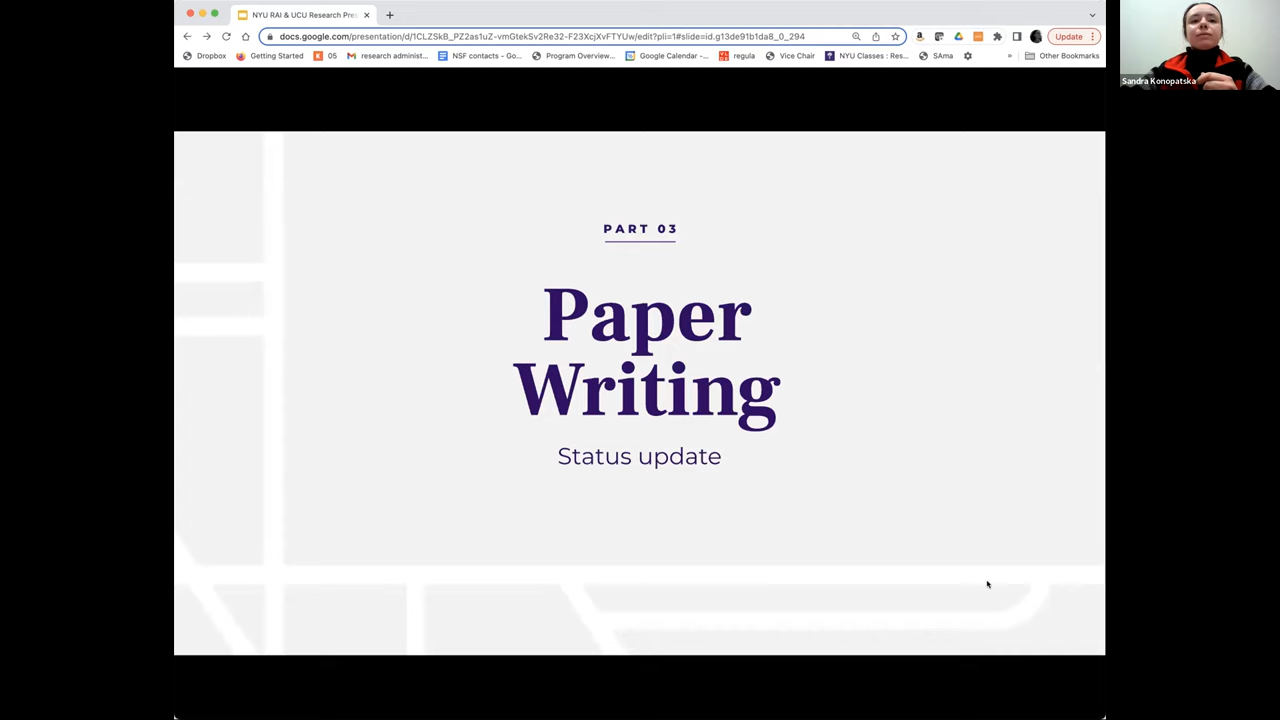 NYU RAI & UCU Research Pres
docs.google.com/presentation/d/1CLZSkB_PZ2as1uZ-vmGtekSv2Re32-F23XcjXvFTYUw/edit?pli=1#slide=id.g13de91b1da8_0_294
Update
Dropbox
Getting Started
05
research administ...
NSF contacts - Go...
Program Overview...
Google Calendar -...
regula
Vice Chair
NYU Classes : Res...
SAma
»
Other Bookmarks
Sandra Konopatska
PART 03
Paper
Writing
Status update